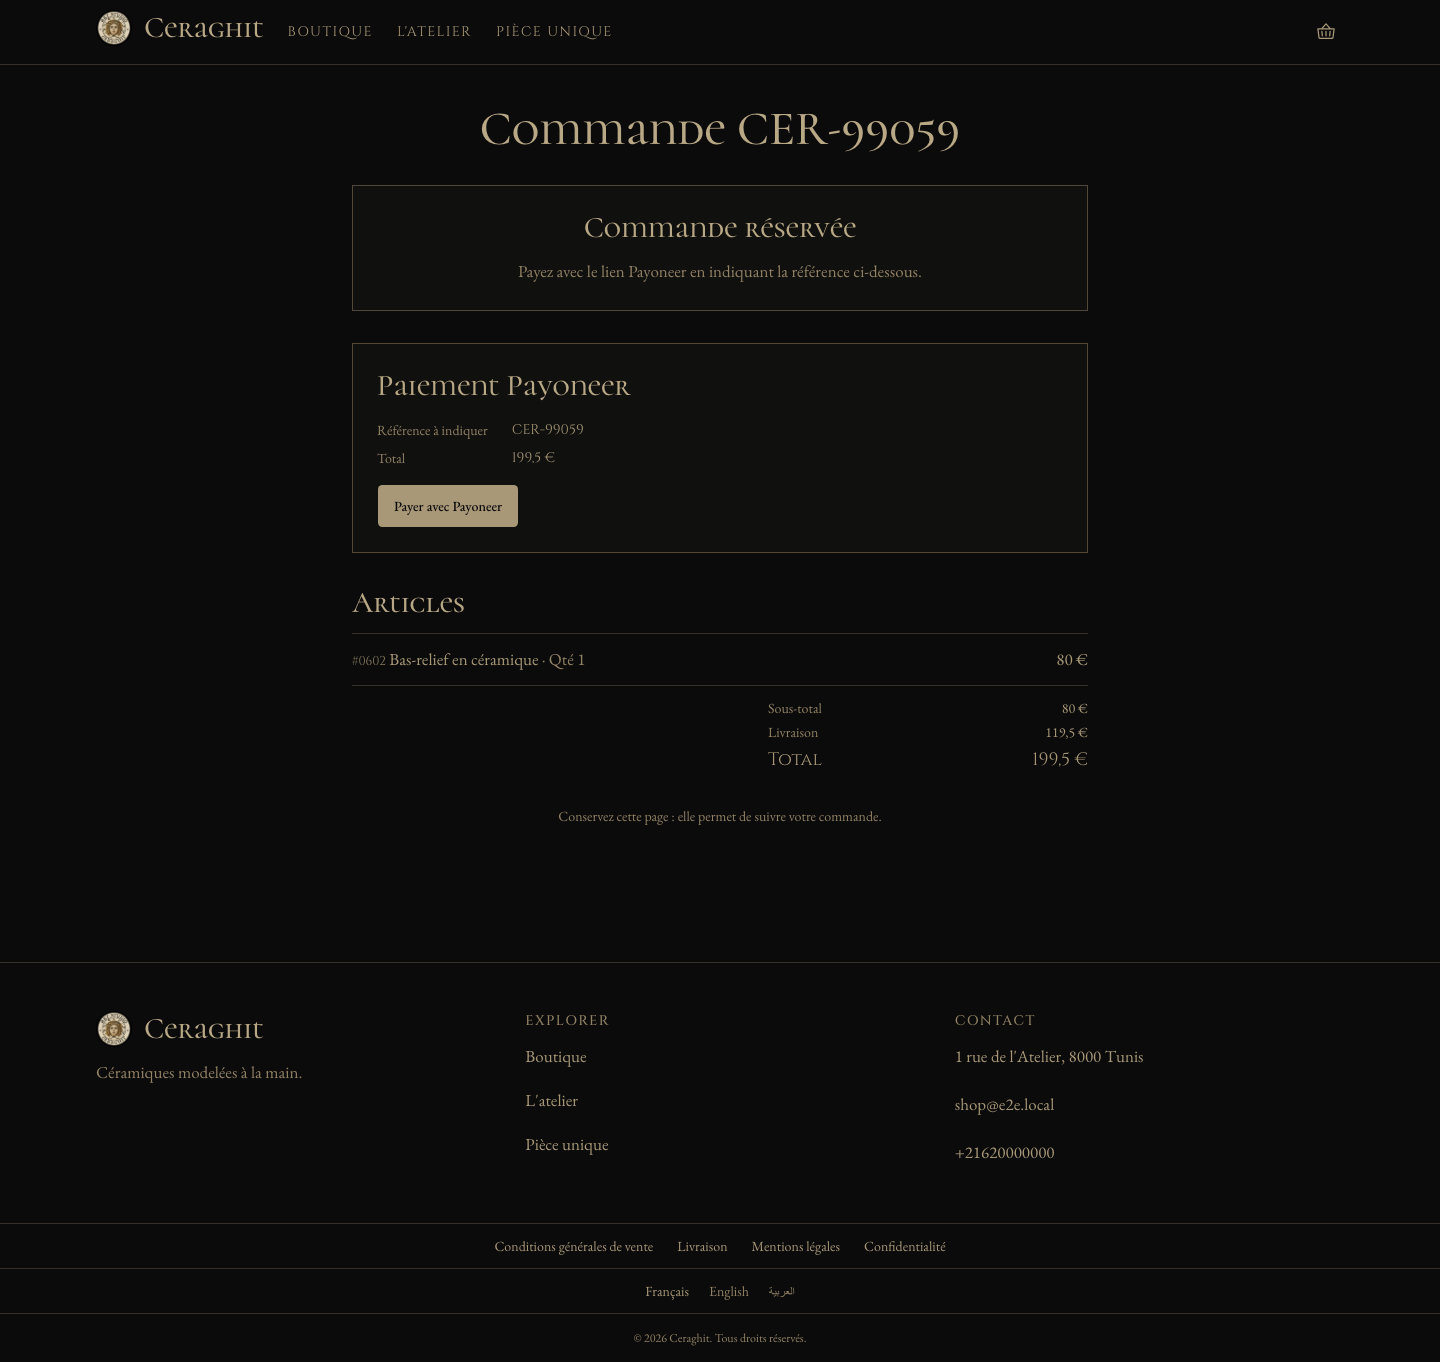 Ceraghit BOUTIQUE L'ATELIER PIÈCE UNIQUE
Commande CER-99059
Commande réservée
Payez avec le lien Payoneer en indiquant la référence ci-dessous.
Paiement Payoneer
Référence à indiquer CER-99059
Total 199,5 €
Payer avec Payoneer
Articles
#0602 Bas-relief en céramique · Qté 1 80 €
Sous-total 80 €
Livraison 119,5 €
Total 199,5 €
Conservez cette page : elle permet de suivre votre commande.
Ceraghit
Céramiques modelées à la main.
EXPLORER
Boutique
L'atelier
Pièce unique
CONTACT
1 rue de l'Atelier, 8000 Tunis
shop@e2e.local
+21620000000
Conditions générales de vente Livraison Mentions légales Confidentialité
Français English العربية
© 2026 Ceraghit. Tous droits réservés.